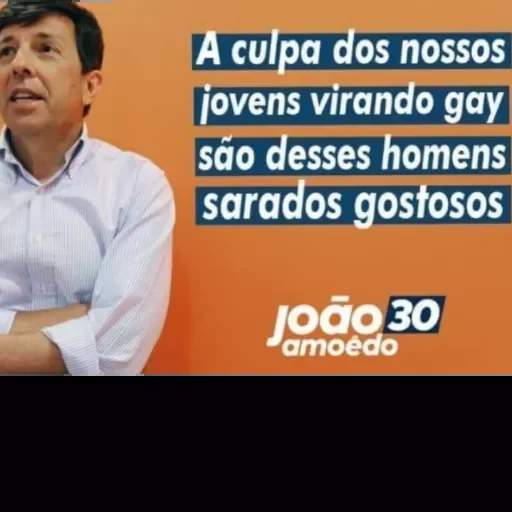 A culpa dos nossos
jovens virando gay
são desses homens
sarados gostosos
João 30
amoêdo